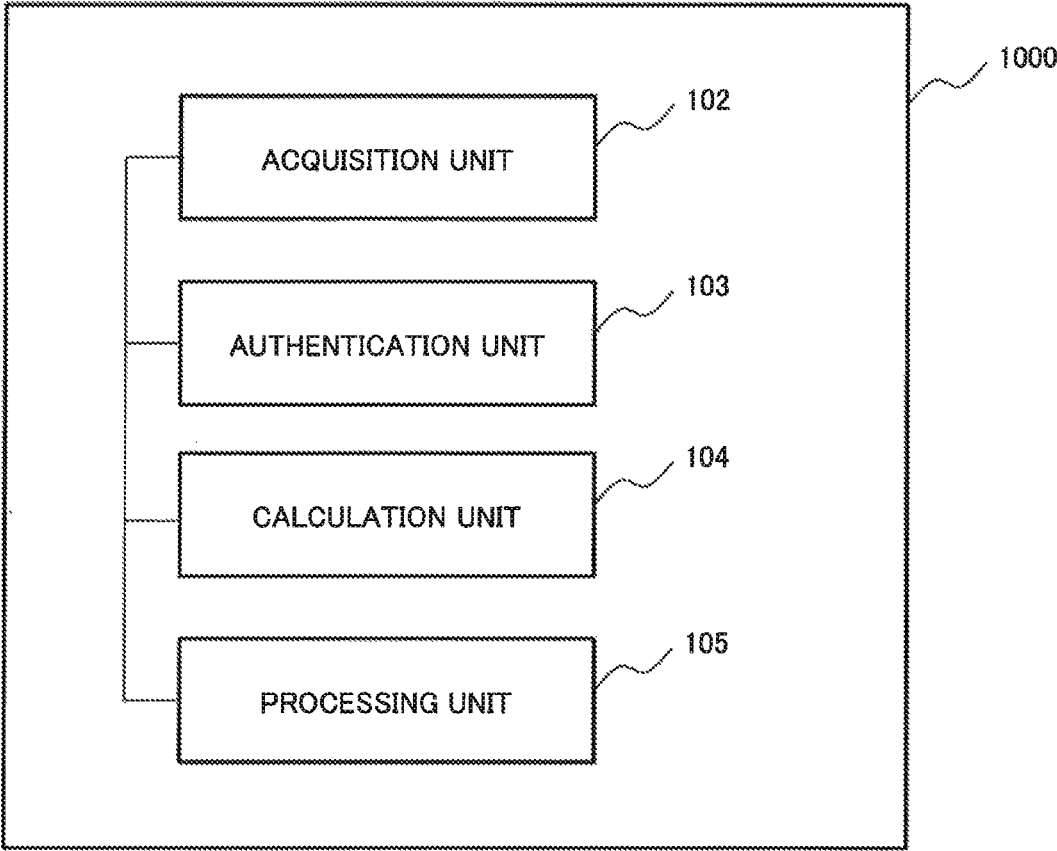 1000
102
ACQUISITION UNIT
103
AUTHENTICATION UNIT
104
CALCULATION UNIT
105
PROCESSING UNIT